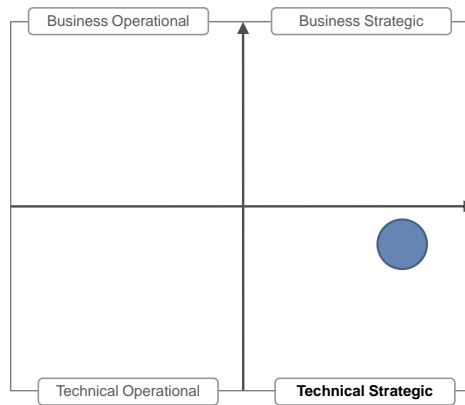 Business Operational
Business Strategic
Technical Operational
Technical Strategic